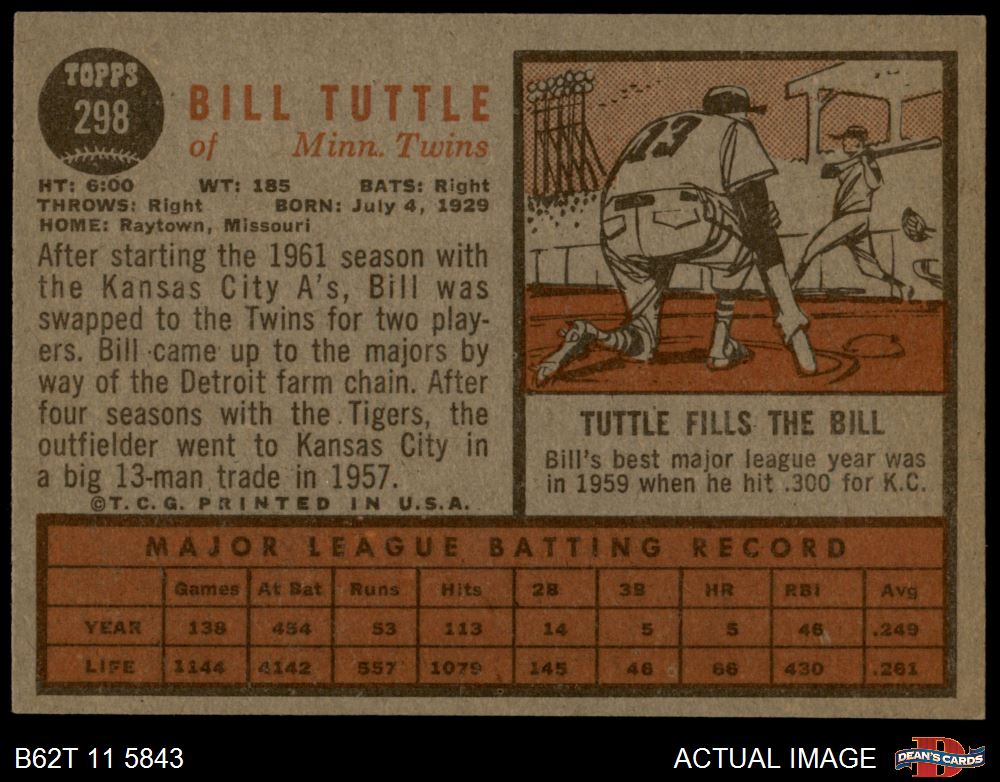 TOPPS
298
BILL TUTTLE
of Minn. Twins
HT: 6:00 WT: 185 BATS: Right
THROWS: Right BORN: July 4, 1929
HOME: Raytown, Missouri
After starting the 1961 season with
the Kansas City A's, Bill was
swapped to the Twins for two play-
ers. Bill came up to the majors by
way of the Detroit farm chain. After
four seasons with the Tigers, the
outfielder went to Kansas City in
a big 13-man trade in 1957.
©T.C.G. PRINTED IN U.S.A.
13
TUTTLE FILLS THE BILL
Bill's best major league year was
in 1959 when he hit .300 for K.C.
MAJOR LEAGUE BATTING RECORD
Games At Bat Runs Hits 2B 3B HR RBI Avg
YEAR 138 454 53 113 14 5 5 46 .249
LIFE 1144 4142 557 1079 145 46 66 430 .261
B62T 11 5843
ACTUAL IMAGE
D
DEAN'S CARDS